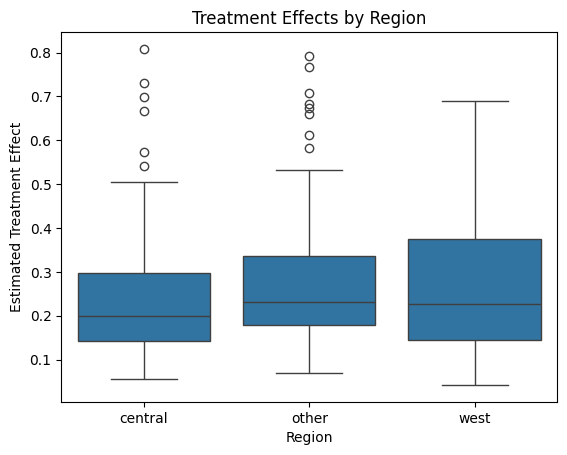 Treatment Effects by Region
Estimated Treatment Effect
0.8
0.7
0.6
0.5
0.4
0.3
0.2
0.1
central
other
west
Region